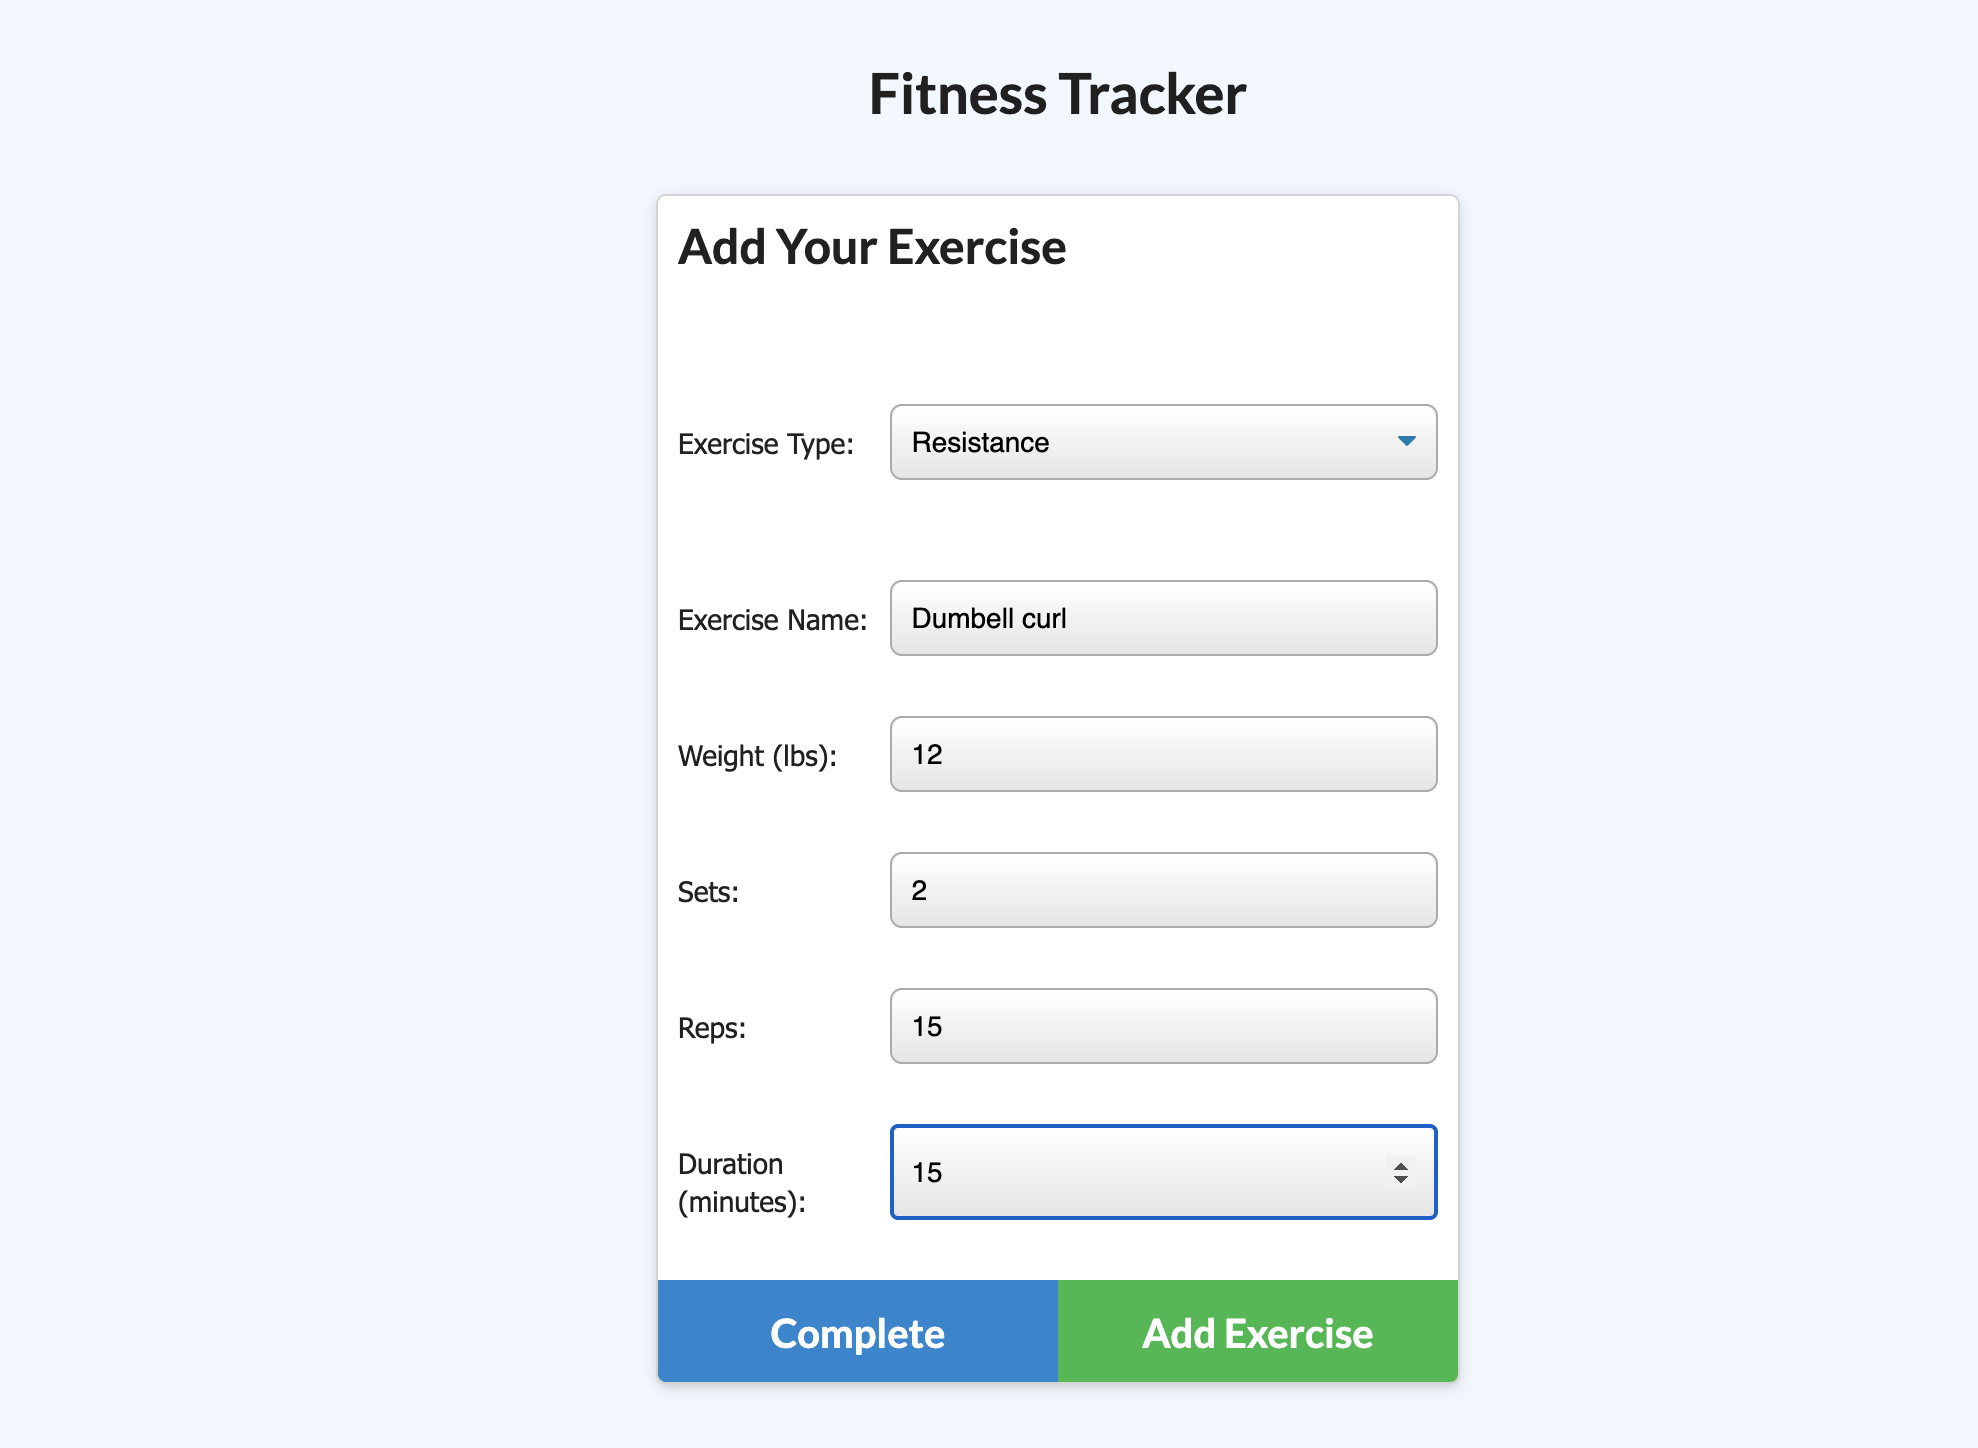 Fitness Tracker
Add Your Exercise
Exercise Type: Resistance
Exercise Name: Dumbell curl
Weight (lbs): 12
Sets: 2
Reps: 15
Duration
(minutes): 15
Complete Add Exercise